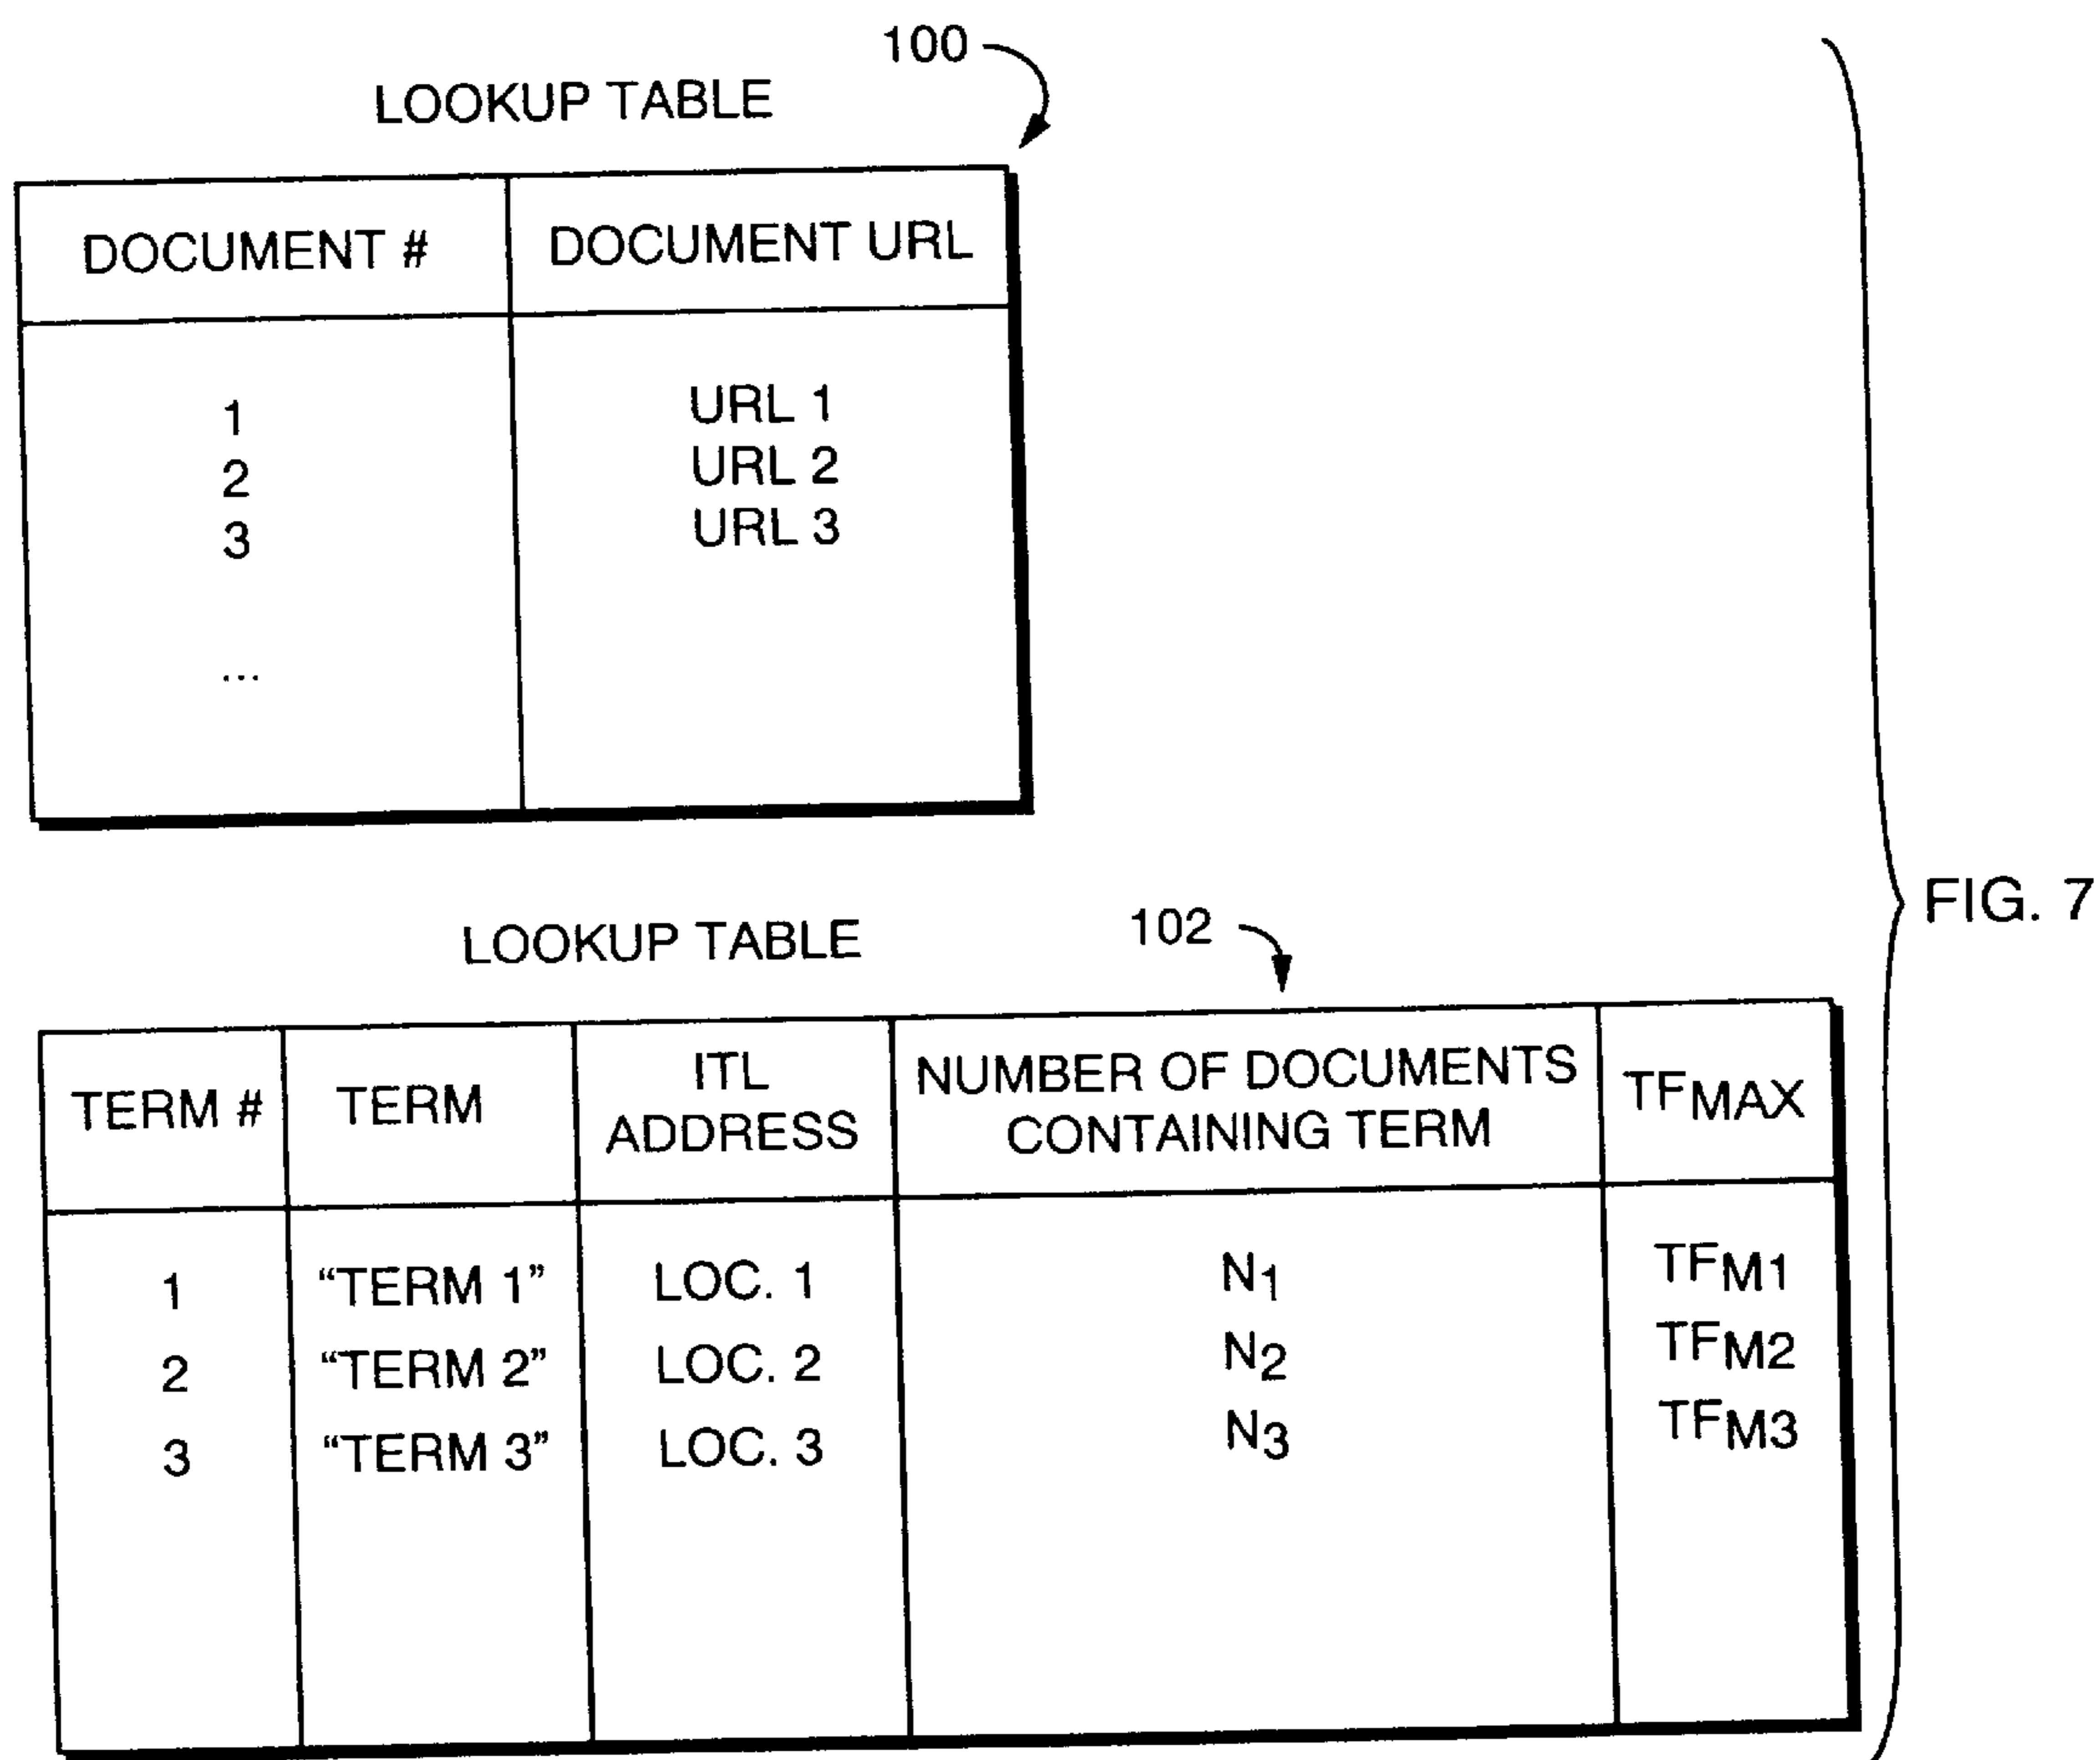 100
LOOKUP TABLE
DOCUMENT # DOCUMENT URL
1 URL 1
2 URL 2
3 URL 3
...
FIG. 7
LOOKUP TABLE 102
TERM # TERM ITL ADDRESS NUMBER OF DOCUMENTS CONTAINING TERM TFMAX
1 “TERM 1” LOC. 1 N1 TFM1
2 “TERM 2” LOC. 2 N2 TFM2
3 “TERM 3” LOC. 3 N3 TFM3